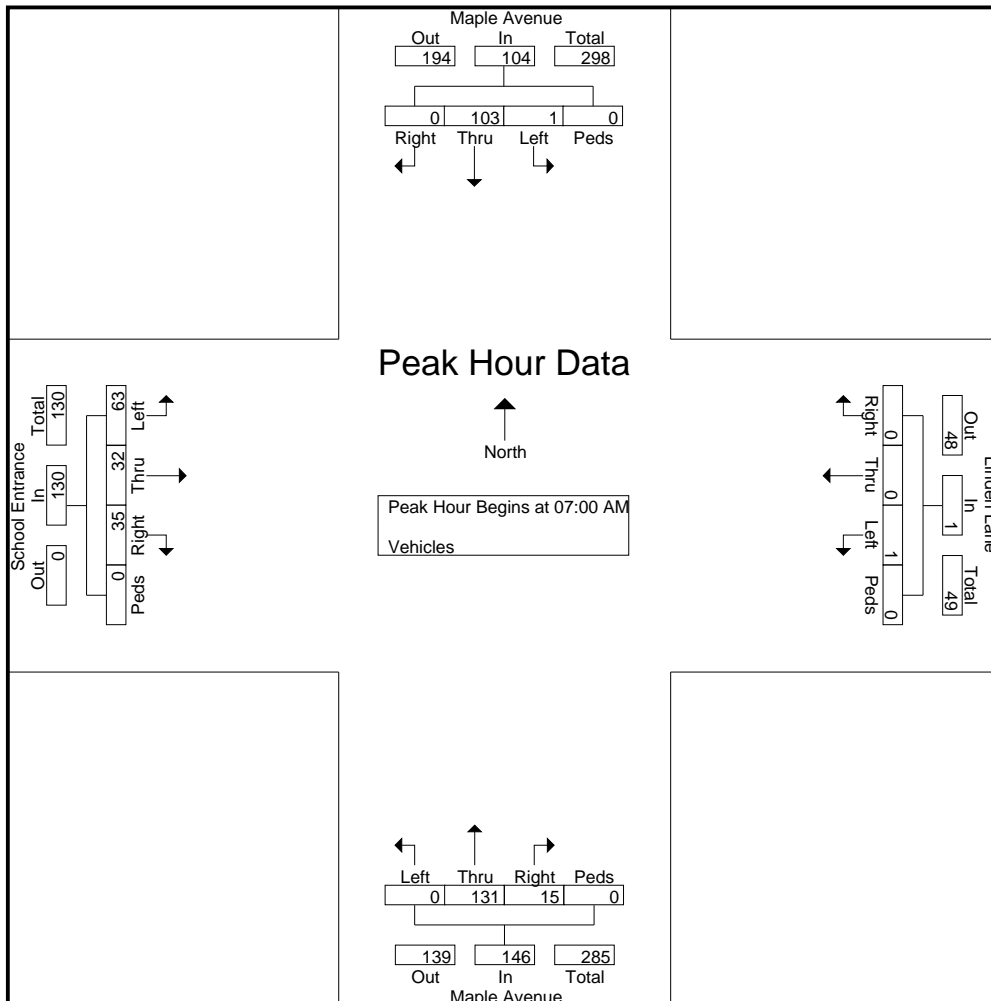 Maple Avenue
Out In Total
194 104 298
0 103 1 0
Right Thru Left Peds
Peak Hour Data
North
Peak Hour Begins at 07:00 AM
Vehicles
School Entrance
Total In Out
130 130 0
63 32 35 0
Left Thru Right Peds
Right Thru Left Peds
0 0 1 0
Out In Total
48 1 49
Linden Lane
Left Thru Right Peds
0 131 15 0
139 146 285
Out In Total
Maple Avenue